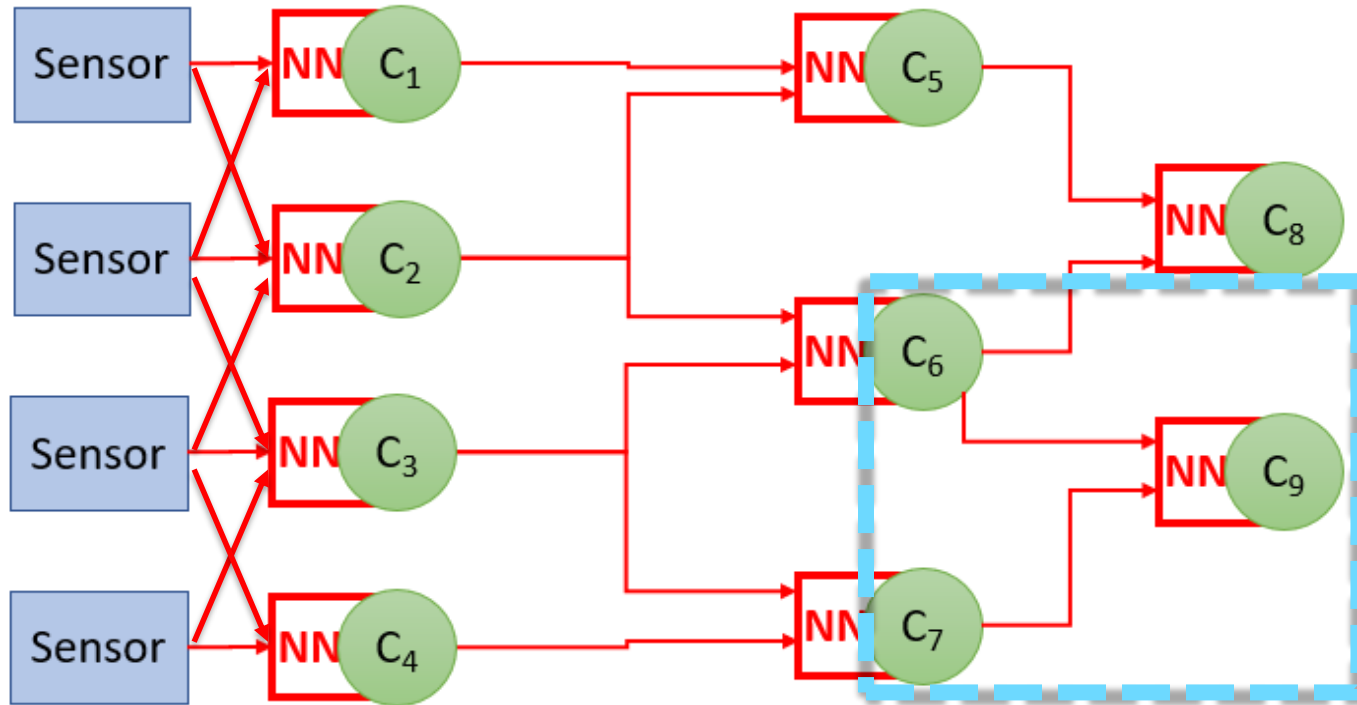 Sensor
NN
C₁
NN
C₅
Sensor
NN
C₂
NN
C₈
NN
C₆
Sensor
NN
C₃
NN
C₉
Sensor
NN
C₄
NN
C₇